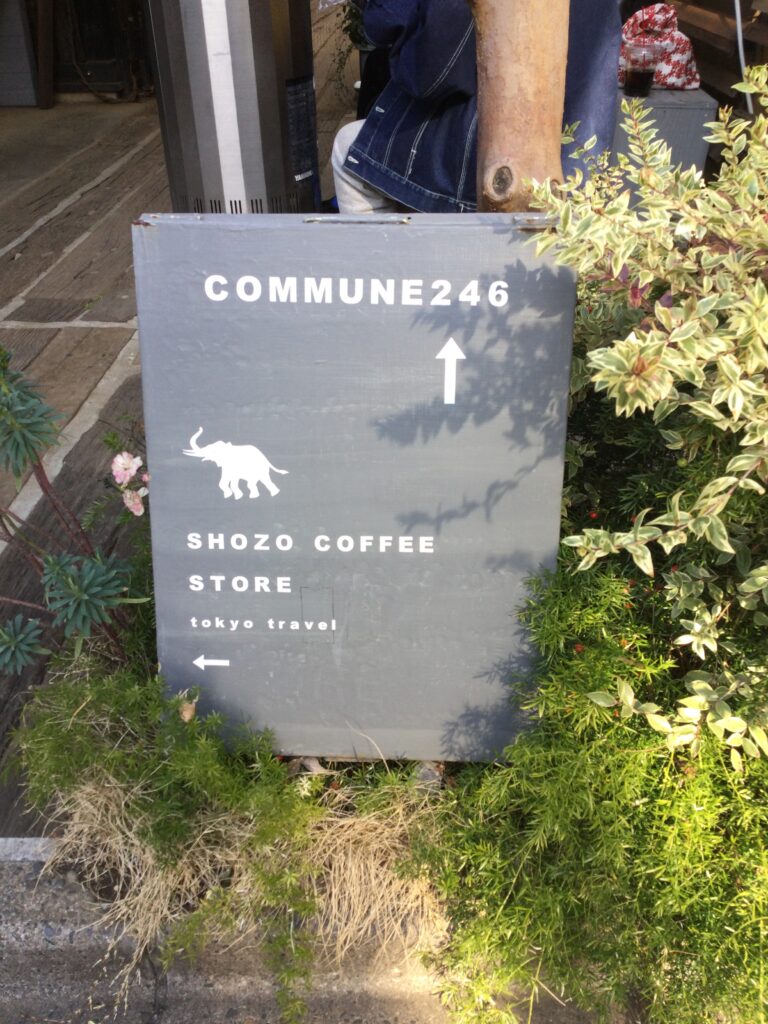 COMMUNE246
SHOZO COFFEE
STORE
tokyo travel